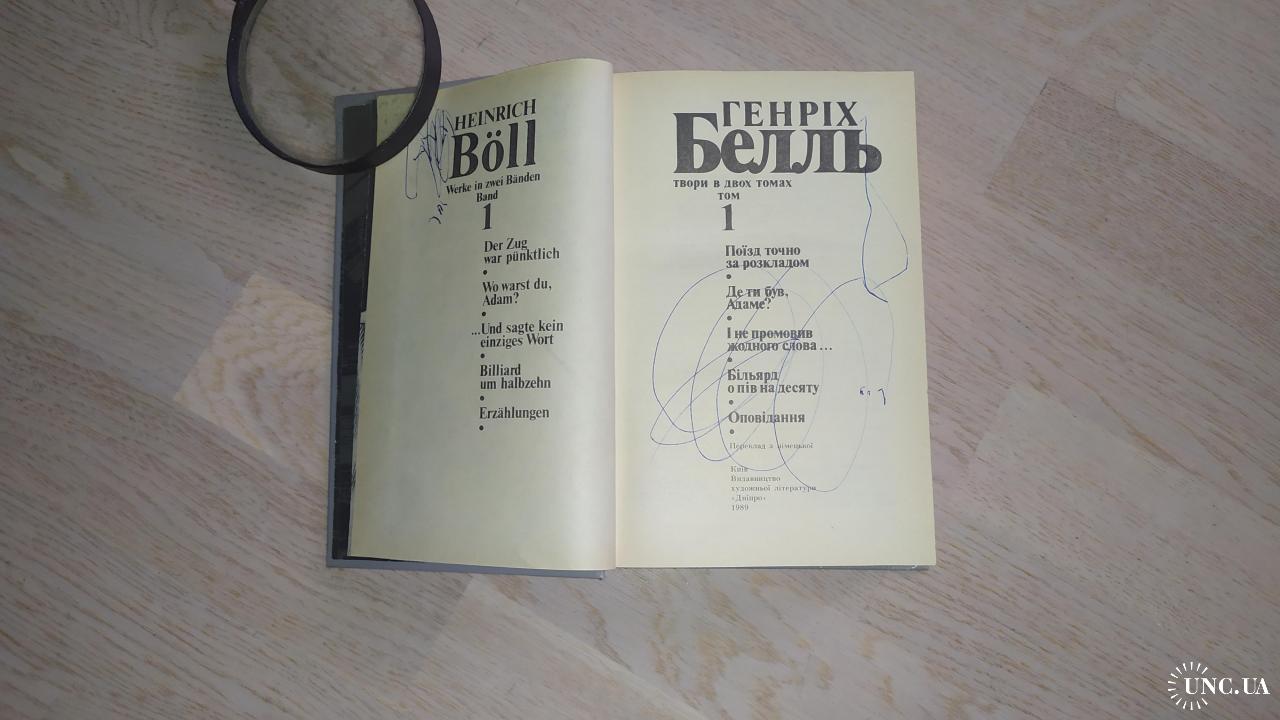 HEINRICH
Böll
Werke in zwei Bänden
Band
1
Der Zug
war pünktlich
•
Wo warst du,
Adam?
•
...Und sagte kein
einziges Wort
•
Billiard
um halbzehn
•
Erzählungen
•
ГЕНРІХ
Белль
твори в двох томах
том
1
Поїзд точно
за розкладом
•
Де ти був,
Адаме?
•
І не промовив
жодного слова...
•
Більярд
о пів на десяту
•
Оповідання
•
Переклад з німецької
Київ
Видавництво
художньої літератури
«Дніпро»
1989
UNC.UA